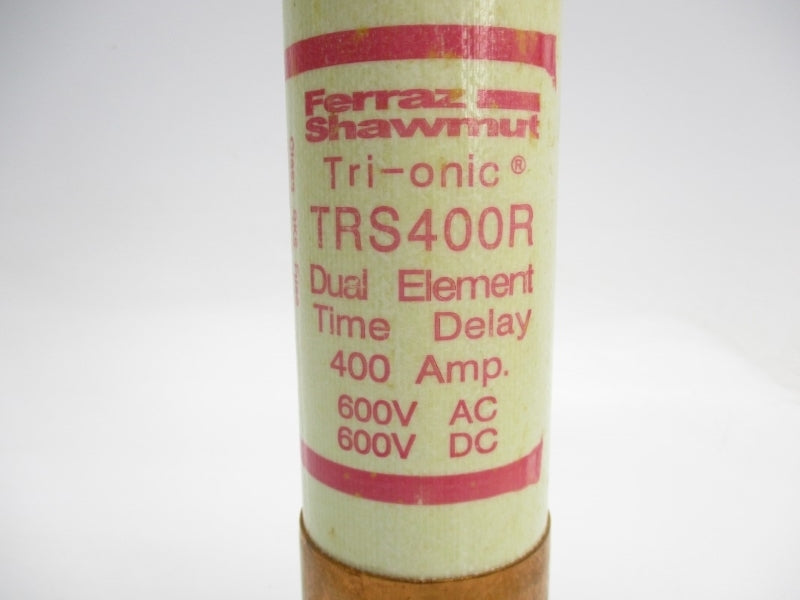 Ferraz
Shawmut
Tri-onic®
TRS400R
Dual Element
Time Delay
400 Amp.
600V AC
600V DC